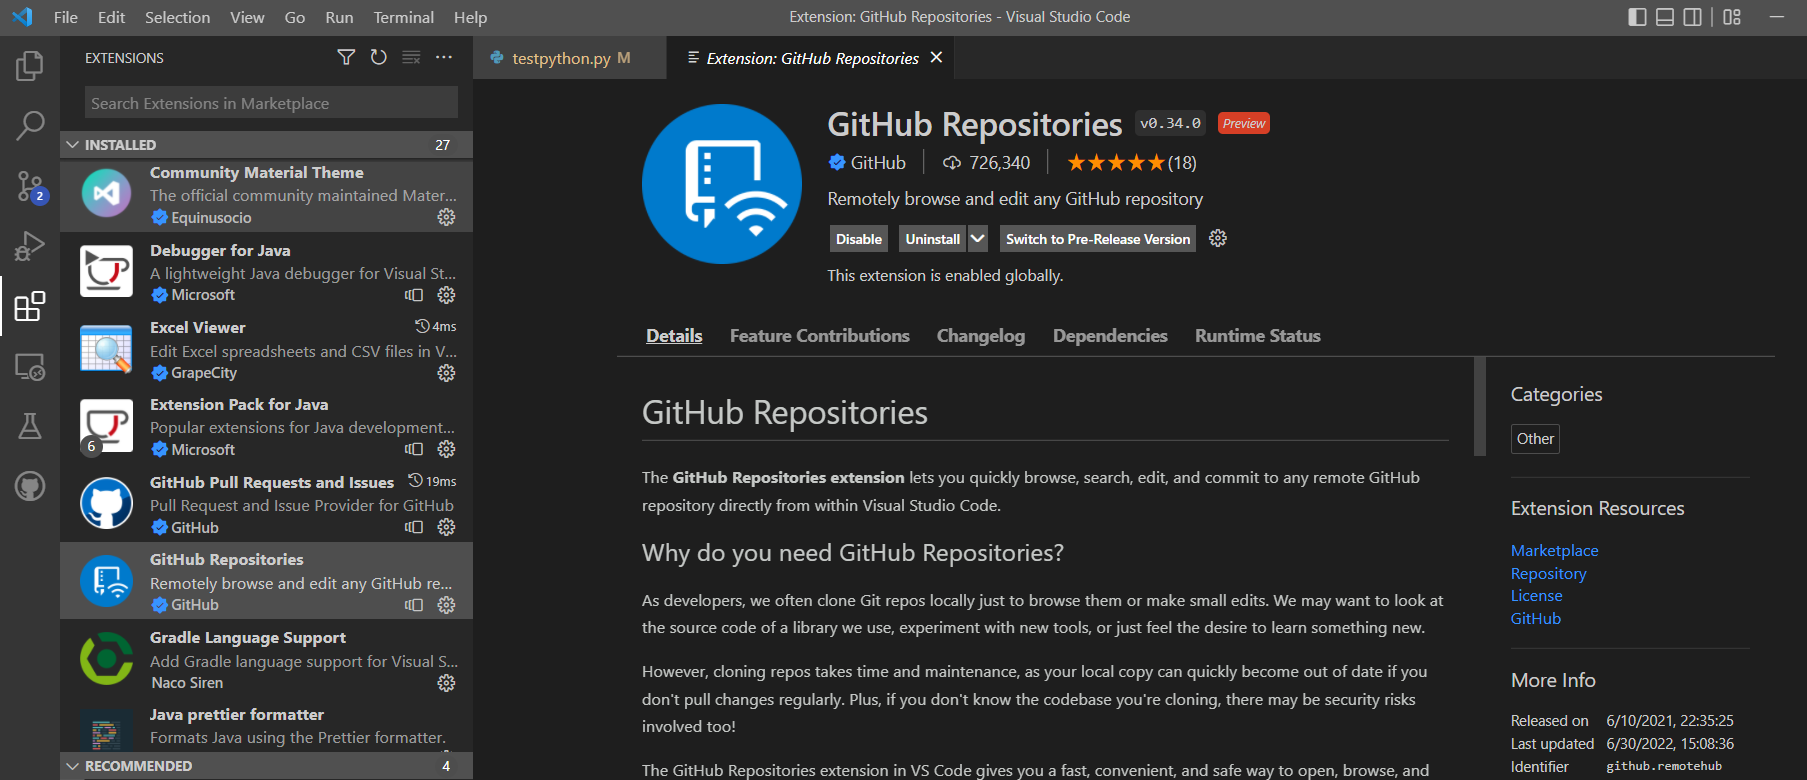 File Edit Selection View Go Run Terminal Help
Extension: GitHub Repositories - Visual Studio Code
EXTENSIONS
Search Extensions in Marketplace
INSTALLED 27
Community Material Theme
The official community maintained Mater...
Equinusocio
Debugger for Java
A lightweight Java debugger for Visual St...
Microsoft
Excel Viewer 4ms
Edit Excel spreadsheets and CSV files in V...
GrapeCity
Extension Pack for Java
Popular extensions for Java development...
6 Microsoft
GitHub Pull Requests and Issues 19ms
Pull Request and Issue Provider for GitHub
GitHub
GitHub Repositories
Remotely browse and edit any GitHub re...
GitHub
Gradle Language Support
Add Gradle language support for Visual S...
Naco Siren
Java prettier formatter
Formats Java using the Prettier formatter.
RECOMMENDED 4
2
testpython.py M
Extension: GitHub Repositories
GitHub Repositories v0.34.0 Preview
GitHub 726,340 (18)
Remotely browse and edit any GitHub repository
Disable Uninstall Switch to Pre-Release Version
This extension is enabled globally.
Details Feature Contributions Changelog Dependencies Runtime Status
GitHub Repositories
The GitHub Repositories extension lets you quickly browse, search, edit, and commit to any remote GitHub
repository directly from within Visual Studio Code.
Why do you need GitHub Repositories?
As developers, we often clone Git repos locally just to browse them or make small edits. We may want to look at
the source code of a library we use, experiment with new tools, or just feel the desire to learn something new.
However, cloning repos takes time and maintenance, as your local copy can quickly become out of date if you
don't pull changes regularly. Plus, if you don't know the codebase you're cloning, there may be security risks
involved too!
The GitHub Repositories extension in VS Code gives you a fast, convenient, and safe way to open, browse, and
Categories
Other
Extension Resources
Marketplace
Repository
License
GitHub
More Info
Released on 6/10/2021, 22:35:25
Last updated 6/30/2022, 15:08:36
Identifier github.remotehub